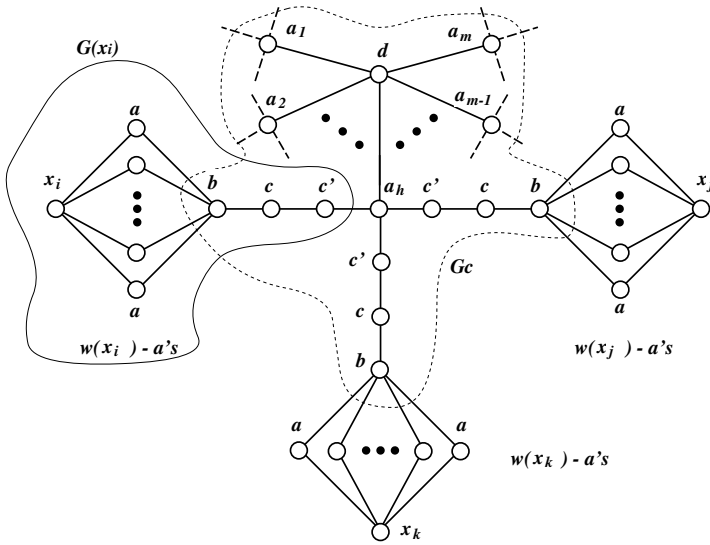 a1 am
G(xi) d
a2 am-1
a a
xi b c c' ah c' c b xj
c'
Gc
a c a
w(xi) - a's w(xj) - a's
b
a a
w(xk) - a's
xk